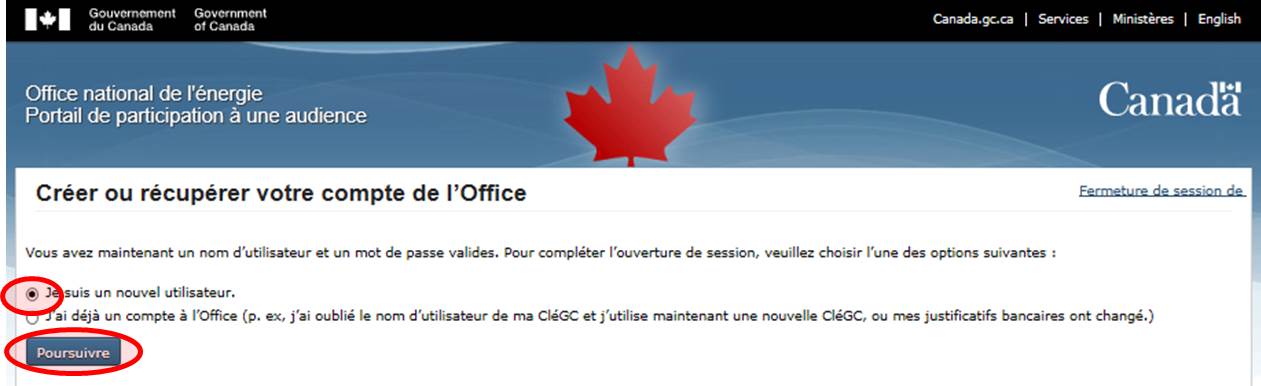 Gouvernement du Canada
Government of Canada
Canada.gc.ca | Services | Ministères | English
Office national de l'énergie
Portail de participation à une audience
Canada
Créer ou récupérer votre compte de l’Office
Fermeture de session de
Vous avez maintenant un nom d’utilisateur et un mot de passe valides. Pour compléter l’ouverture de session, veuillez choisir l’une des options suivantes :
Je suis un nouvel utilisateur.
J’ai déjà un compte à l’Office (p. ex, j’ai oublié le nom d’utilisateur de ma CléGC et j’utilise maintenant une nouvelle CléGC, ou mes justificatifs bancaires ont changé.)
Poursuivre